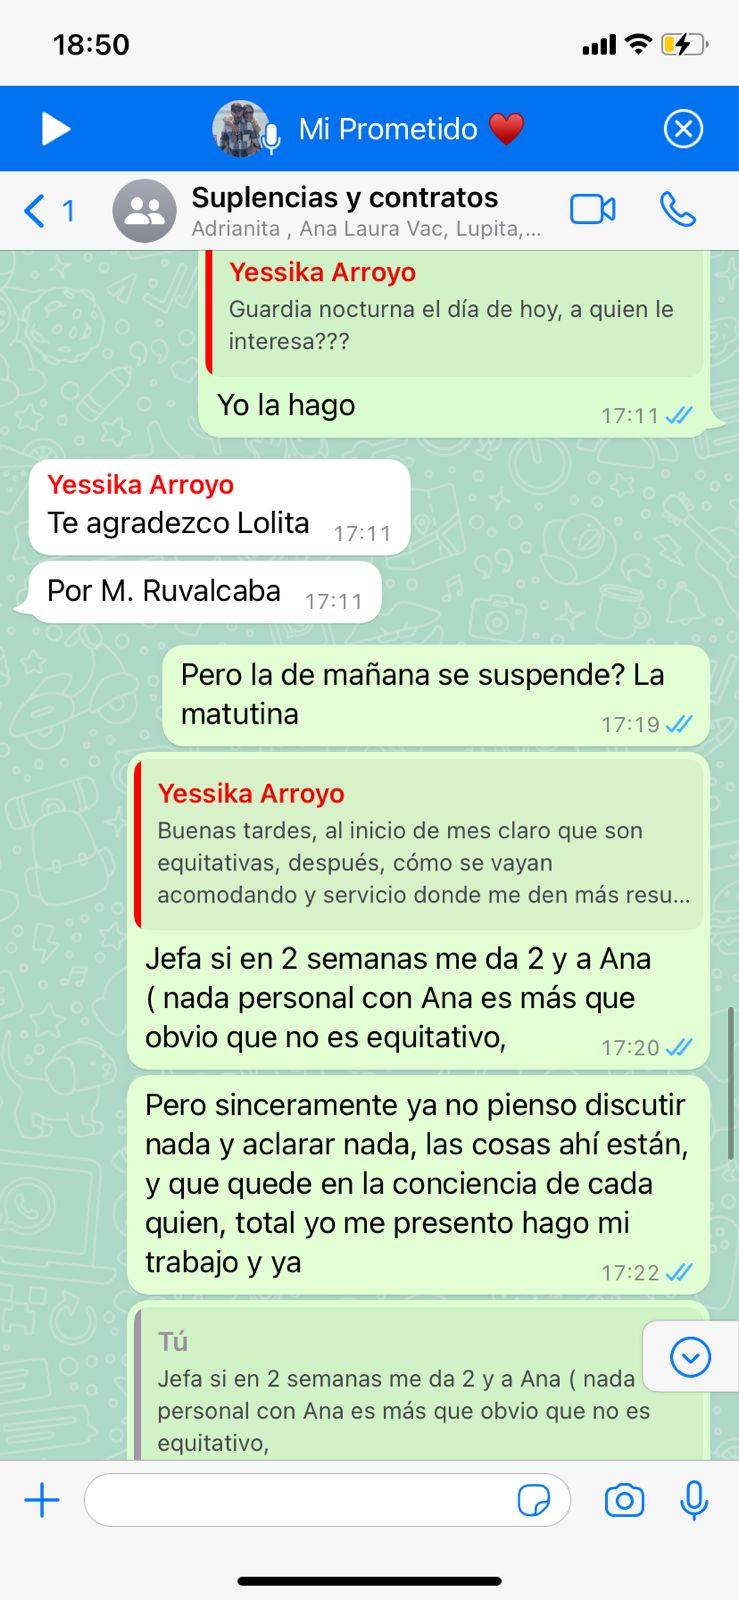 18:50
Mi Prometido ♥️
1
Suplencias y contratos
Adrianita , Ana Laura Vac, Lupita,...
Yessika Arroyo
Guardia nocturna el día de hoy, a quien le
interesa???
Yo la hago
17:11
Yessika Arroyo
Te agradezco Lolita
17:11
Por M. Ruvalcaba
17:11
Pero la de mañana se suspende? La
matutina
17:19
Yessika Arroyo
Buenas tardes, al inicio de mes claro que son
equitativas, después, cómo se vayan
acomodando y servicio donde me den más resu...
Jefa si en 2 semanas me da 2 y a Ana
( nada personal con Ana es más que
obvio que no es equitativo,
17:20
Pero sinceramente ya no pienso discutir
nada y aclarar nada, las cosas ahí están,
y que quede en la conciencia de cada
quien, total yo me presento hago mi
trabajo y ya
17:22
Tú
Jefa si en 2 semanas me da 2 y a Ana ( nada
personal con Ana es más que obvio que no es
equitativo,